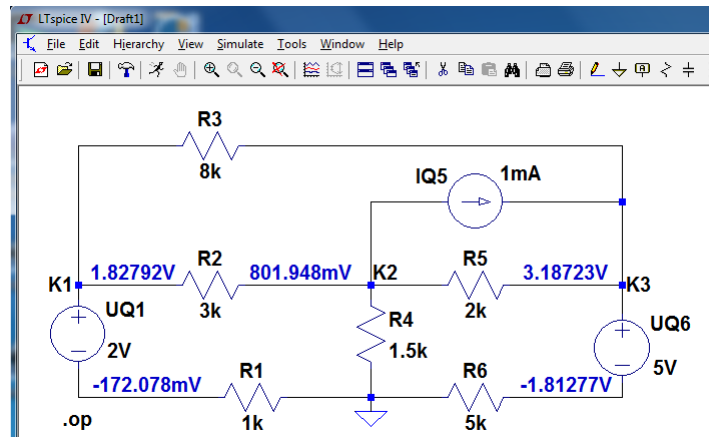 LTspice IV - [Draft1]
File Edit Hierarchy View Simulate Tools Window Help
R3
8k
IQ5 1mA
K1 1.82792V R2 801.948mV K2 R5 3.18723V K3
3k
2k
UQ1
2V
R4
1.5k
UQ6
5V
-172.078mV R1 R6 -1.81277V
.op 1k 5k